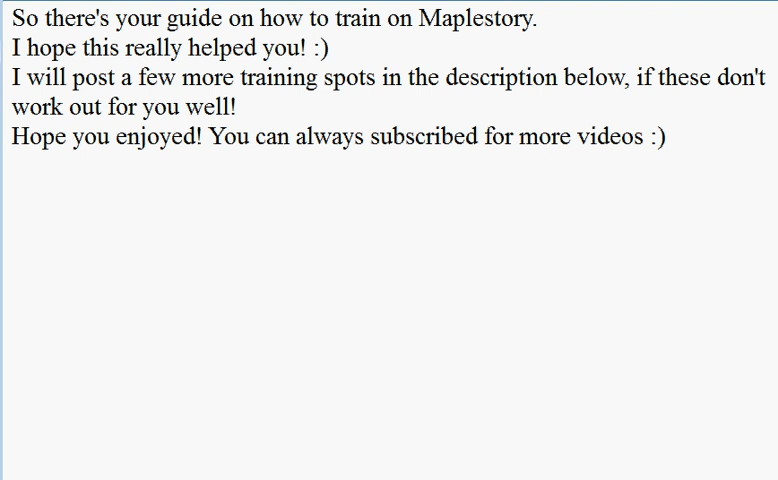 So there's your guide on how to train on Maplestory.
I hope this really helped you! :)
I will post a few more training spots in the description below, if these don't
work out for you well!
Hope you enjoyed! You can always subscribed for more videos :)